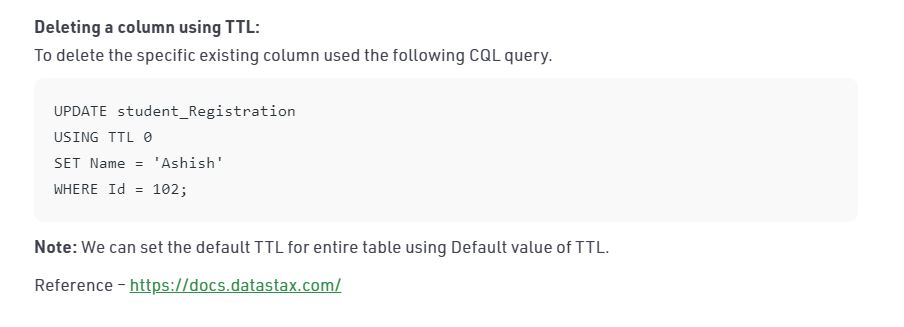 Deleting a column using TTL:
To delete the specific existing column used the following CQL query.
UPDATE student_Registration
USING TTL 0
SET Name = 'Ashish'
WHERE Id = 102;
Note: We can set the default TTL for entire table using Default value of TTL.
Reference – https://docs.datastax.com/